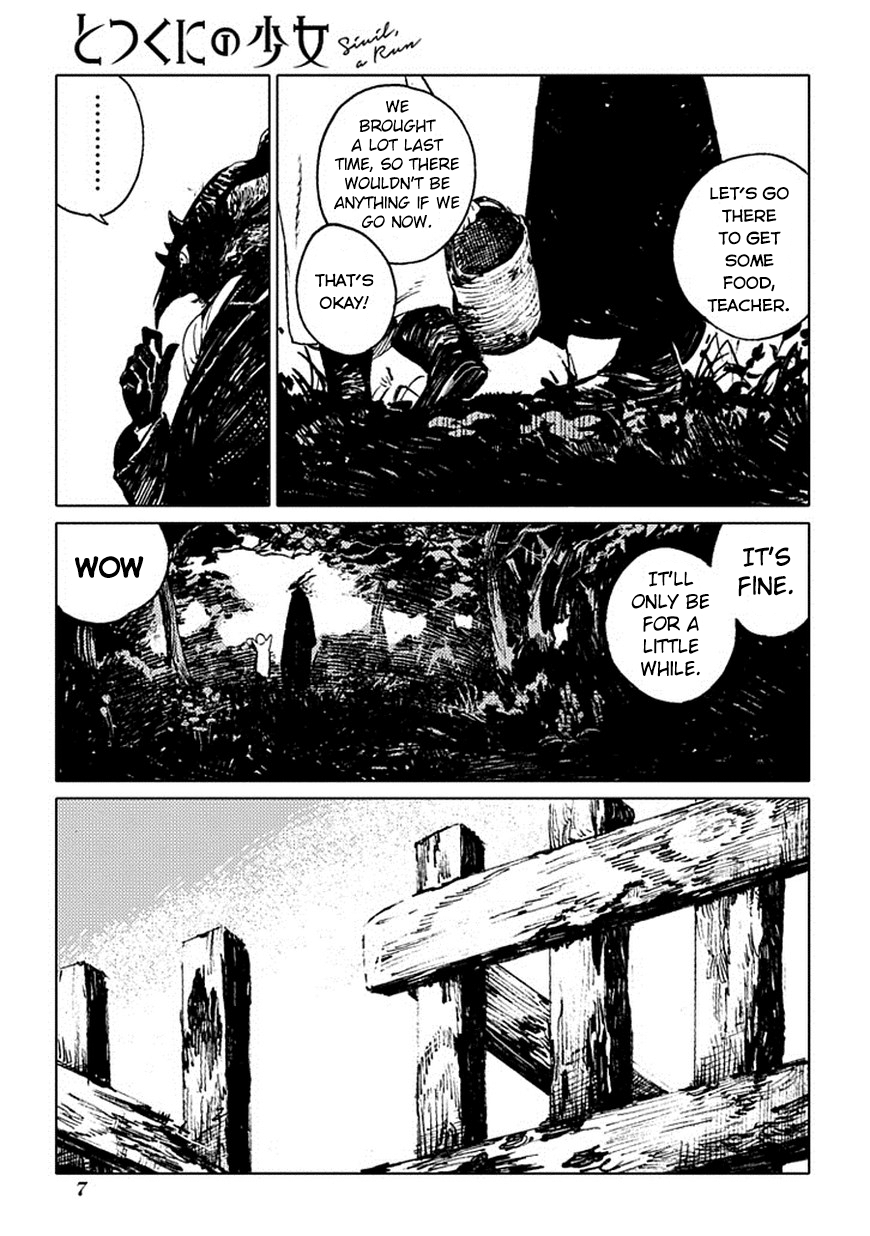 とつくにの少女
Siúil,
a Rún
LET'S GO
THERE
TO GET
SOME
FOOD,
TEACHER.
WE
BROUGHT
A LOT LAST
TIME, SO THERE
WOULDN'T BE
ANYTHING IF WE
GO NOW.
THAT'S
OKAY!
.........
IT'S
FINE.
IT'LL
ONLY BE
FOR A
LITTLE
WHILE.
WOW
7